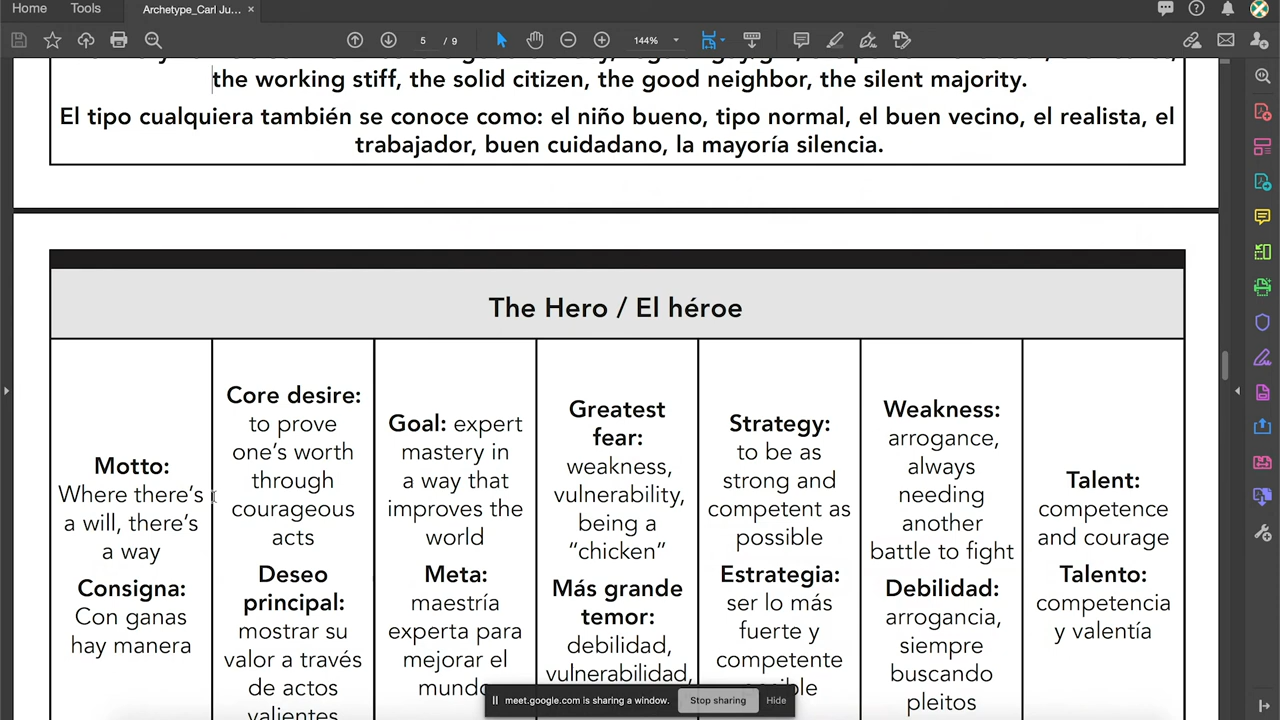 Home
Tools
Archetype_Carl Ju... ×
5 / 9
144%
the working stiff, the solid citizen, the good neighbor, the silent majority.
El tipo cualquiera también se conoce como: el niño bueno, tipo normal, el buen vecino, el realista, el
trabajador, buen cuidadano, la mayoría silencia.
The Hero / El héroe
Motto:
Where there's
a will, there's
a way
Consigna:
Con ganas
hay manera
Core desire:
to prove
one's worth
through
courageous
acts
Deseo
principal:
mostrar su
valor a través
de actos
valientes
Goal: expert
mastery in
a way that
improves the
world
Meta:
maestría
experta para
mejorar el
mundo
Greatest
fear:
weakness,
vulnerability,
being a
“chicken”
Más grande
temor:
debilidad,
vulnerabilidad,
Strategy:
to be as
strong and
competent as
possible
Estrategia:
ser lo más
fuerte y
competente
Weakness:
arrogance,
always
needing
another
battle to fight
Debilidad:
arrogancia,
siempre
buscando
pleitos
Talent:
competence
and courage
Talento:
competencia
y valentía
meet.google.com is sharing a window.
Stop sharing
Hide